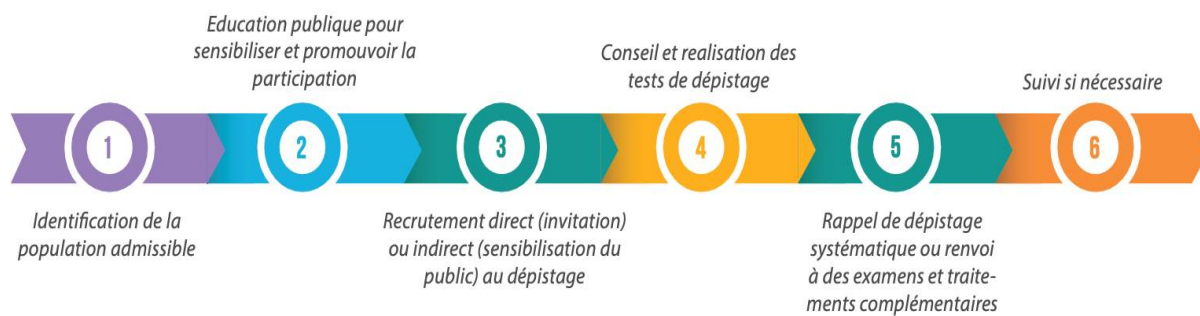 1
Identification de la
population admissible
Education publique pour
sensibiliser et promouvoir la
participation
2
3
Recrutement direct (invitation)
ou indirect (sensibilisation du
public) au dépistage
Conseil et realisation des
tests de dépistage
4
5
Rappel de dépistage
systématique ou renvoi
à des examens et traite-
ments complémentaires
Suivi si nécessaire
6